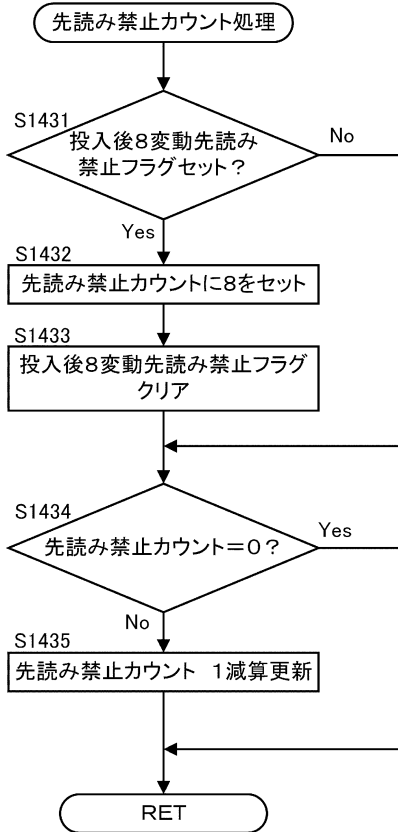 先読み禁止カウント処理
S1431
投入後8変動先読み
禁止フラグセット？
No
Yes
S1432
先読み禁止カウントに8をセット
S1433
投入後8変動先読み禁止フラグ
クリア
S1434
先読み禁止カウント＝0？
Yes
No
S1435
先読み禁止カウント　1減算更新
RET